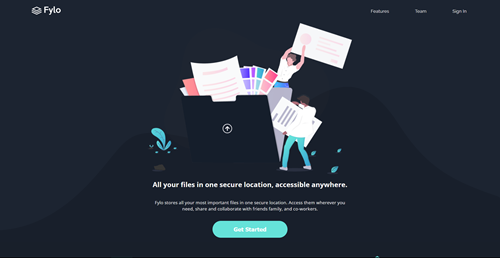 Fylo
Features
Team
Sign In
All your files in one secure location, accessible anywhere.
Fylo stores all your most important files in one secure location. Access them wherever you
need, share and collaborate with friends family, and co-workers.
Get Started